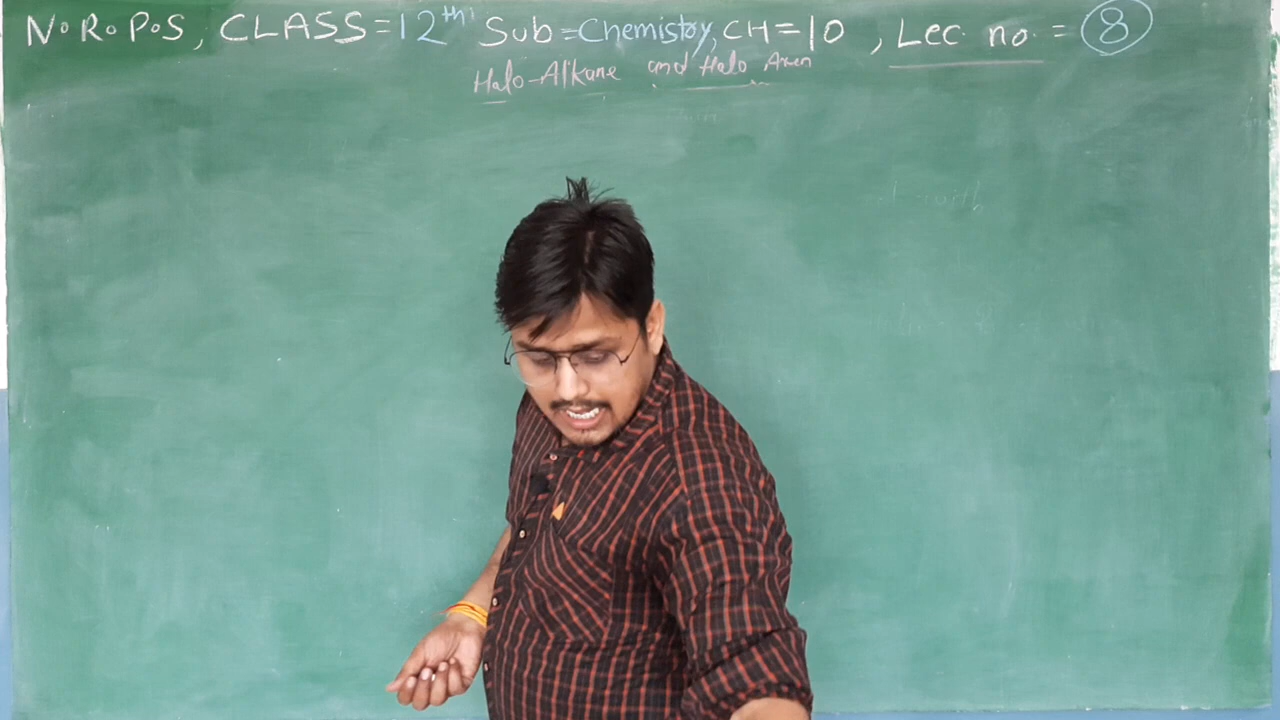 N.R.P.S, CLASS=12th Sub=Chemistry, CH=10, Lec. no. = 8
Halo-Alkane and Halo Aren